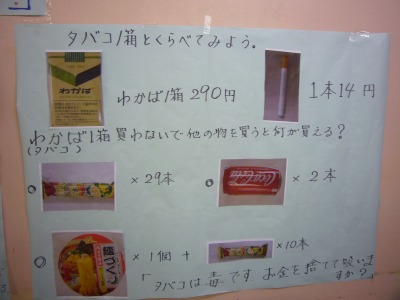 タバコ1箱とくらべてみよう。
わかば
わかば1箱 290円
1本14円
わかば1箱買わないで他の物を買うと何が買える?
(タバコ)
×29本
Coca-Cola
×2本
×1個 +
×10本
「タバコは毒です。お金を捨てて吸いますか?」